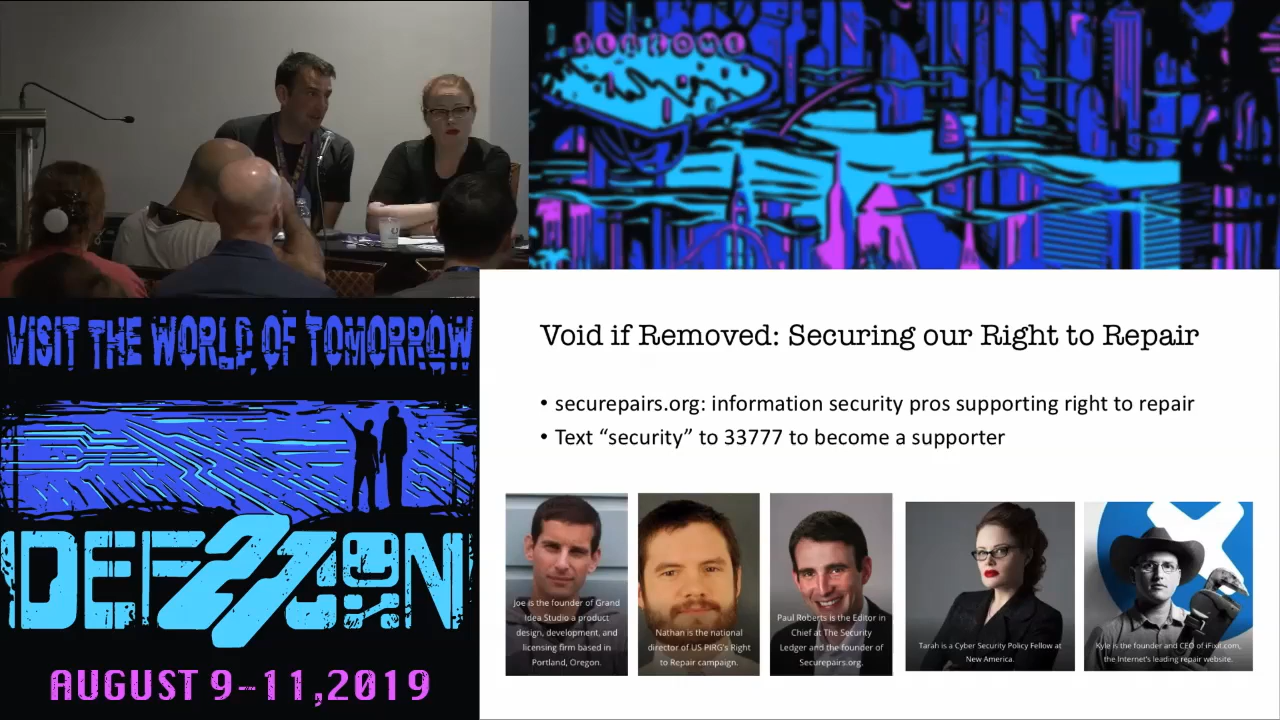 WELCOME
VISIT THE WORLD OF TOMORROW
DEF CON
27
AUGUST 9-11,2019
Void if Removed: Securing our Right to Repair
• securepairs.org: information security pros supporting right to repair
• Text “security” to 33777 to become a supporter
Joe is the founder of Grand
Idea Studio a product
design, development, and
licensing firm based in
Portland, Oregon.
Nathan is the national
director of US PIRG's Right
to Repair campaign.
Paul Roberts is the Editor in
Chief at The Security
Ledger and the founder of
Securepairs.org.
Tarah is a Cyber Security Policy Fellow at
New America.
Kyle is the founder and CEO of iFixit.com,
the Internet's leading repair website.